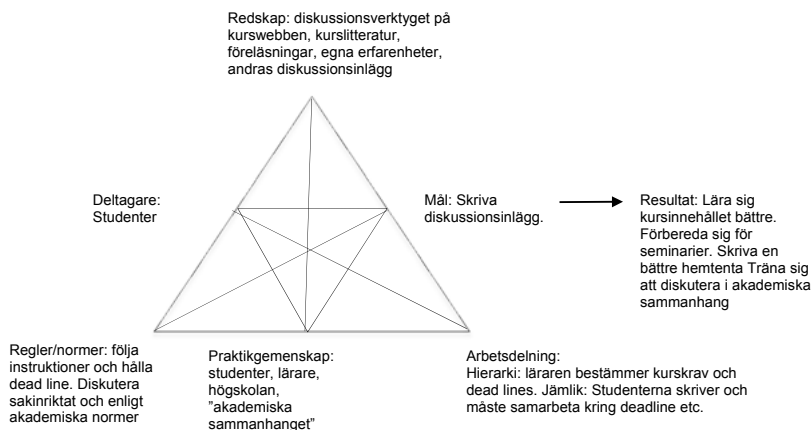 Redskap: diskussionsverktyget på
kurswebben, kurslitteratur,
föreläsningar, egna erfarenheter,
andras diskussionsinlägg
Deltagare:
Studenter
Mål: Skriva
diskussionsinlägg.
Resultat: Lära sig
kursinnehållet bättre.
Förbereda sig för
seminarier. Skriva en
bättre hemtenta Träna sig
att diskutera i akademiska
sammanhang
Regler/normer: följa
instruktioner och hålla
dead line. Diskutera
sakinriktat och enligt
akademiska normer
Praktikgemenskap:
studenter, lärare,
högskolan,
”akademiska
sammanhanget”
Arbetsdelning:
Hierarki: läraren bestämmer kurskrav och
dead lines. Jämlik: Studenterna skriver och
måste samarbeta kring deadline etc.